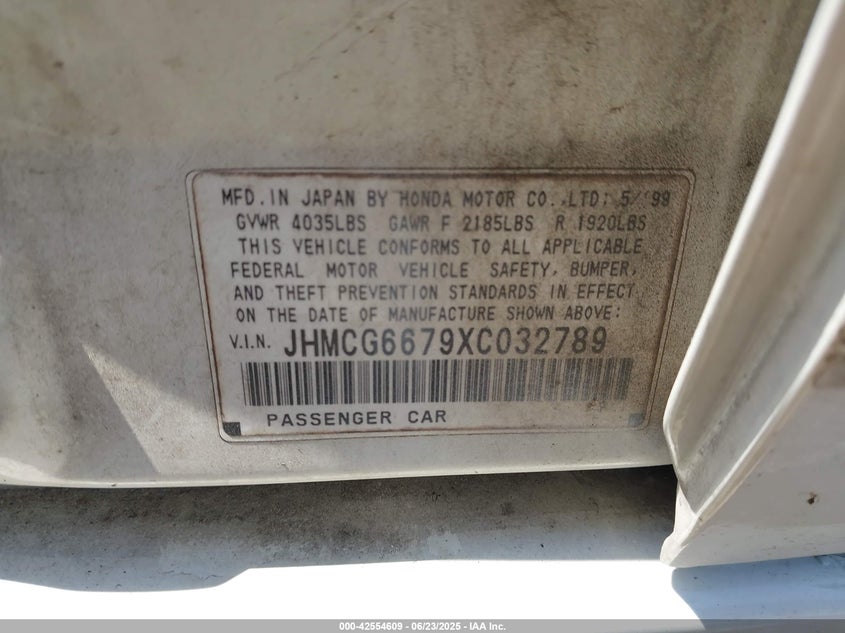 MFD. IN JAPAN BY HONDA MOTOR CO., LTD: 5/'99
GVWR 4035LBS GAWR F 2185LBS R 1920LBS
THIS VEHICLE CONFORMS TO ALL APPLICABLE
FEDERAL MOTOR VEHICLE SAFETY, BUMPER,
AND THEFT PREVENTION STANDARDS IN EFFECT
ON THE DATE OF MANUFACTURE SHOWN ABOVE:
V.I.N. JHMCG6679XC032789
PASSENGER CAR
000-42554609 - 06/23/2025 - IAA Inc.